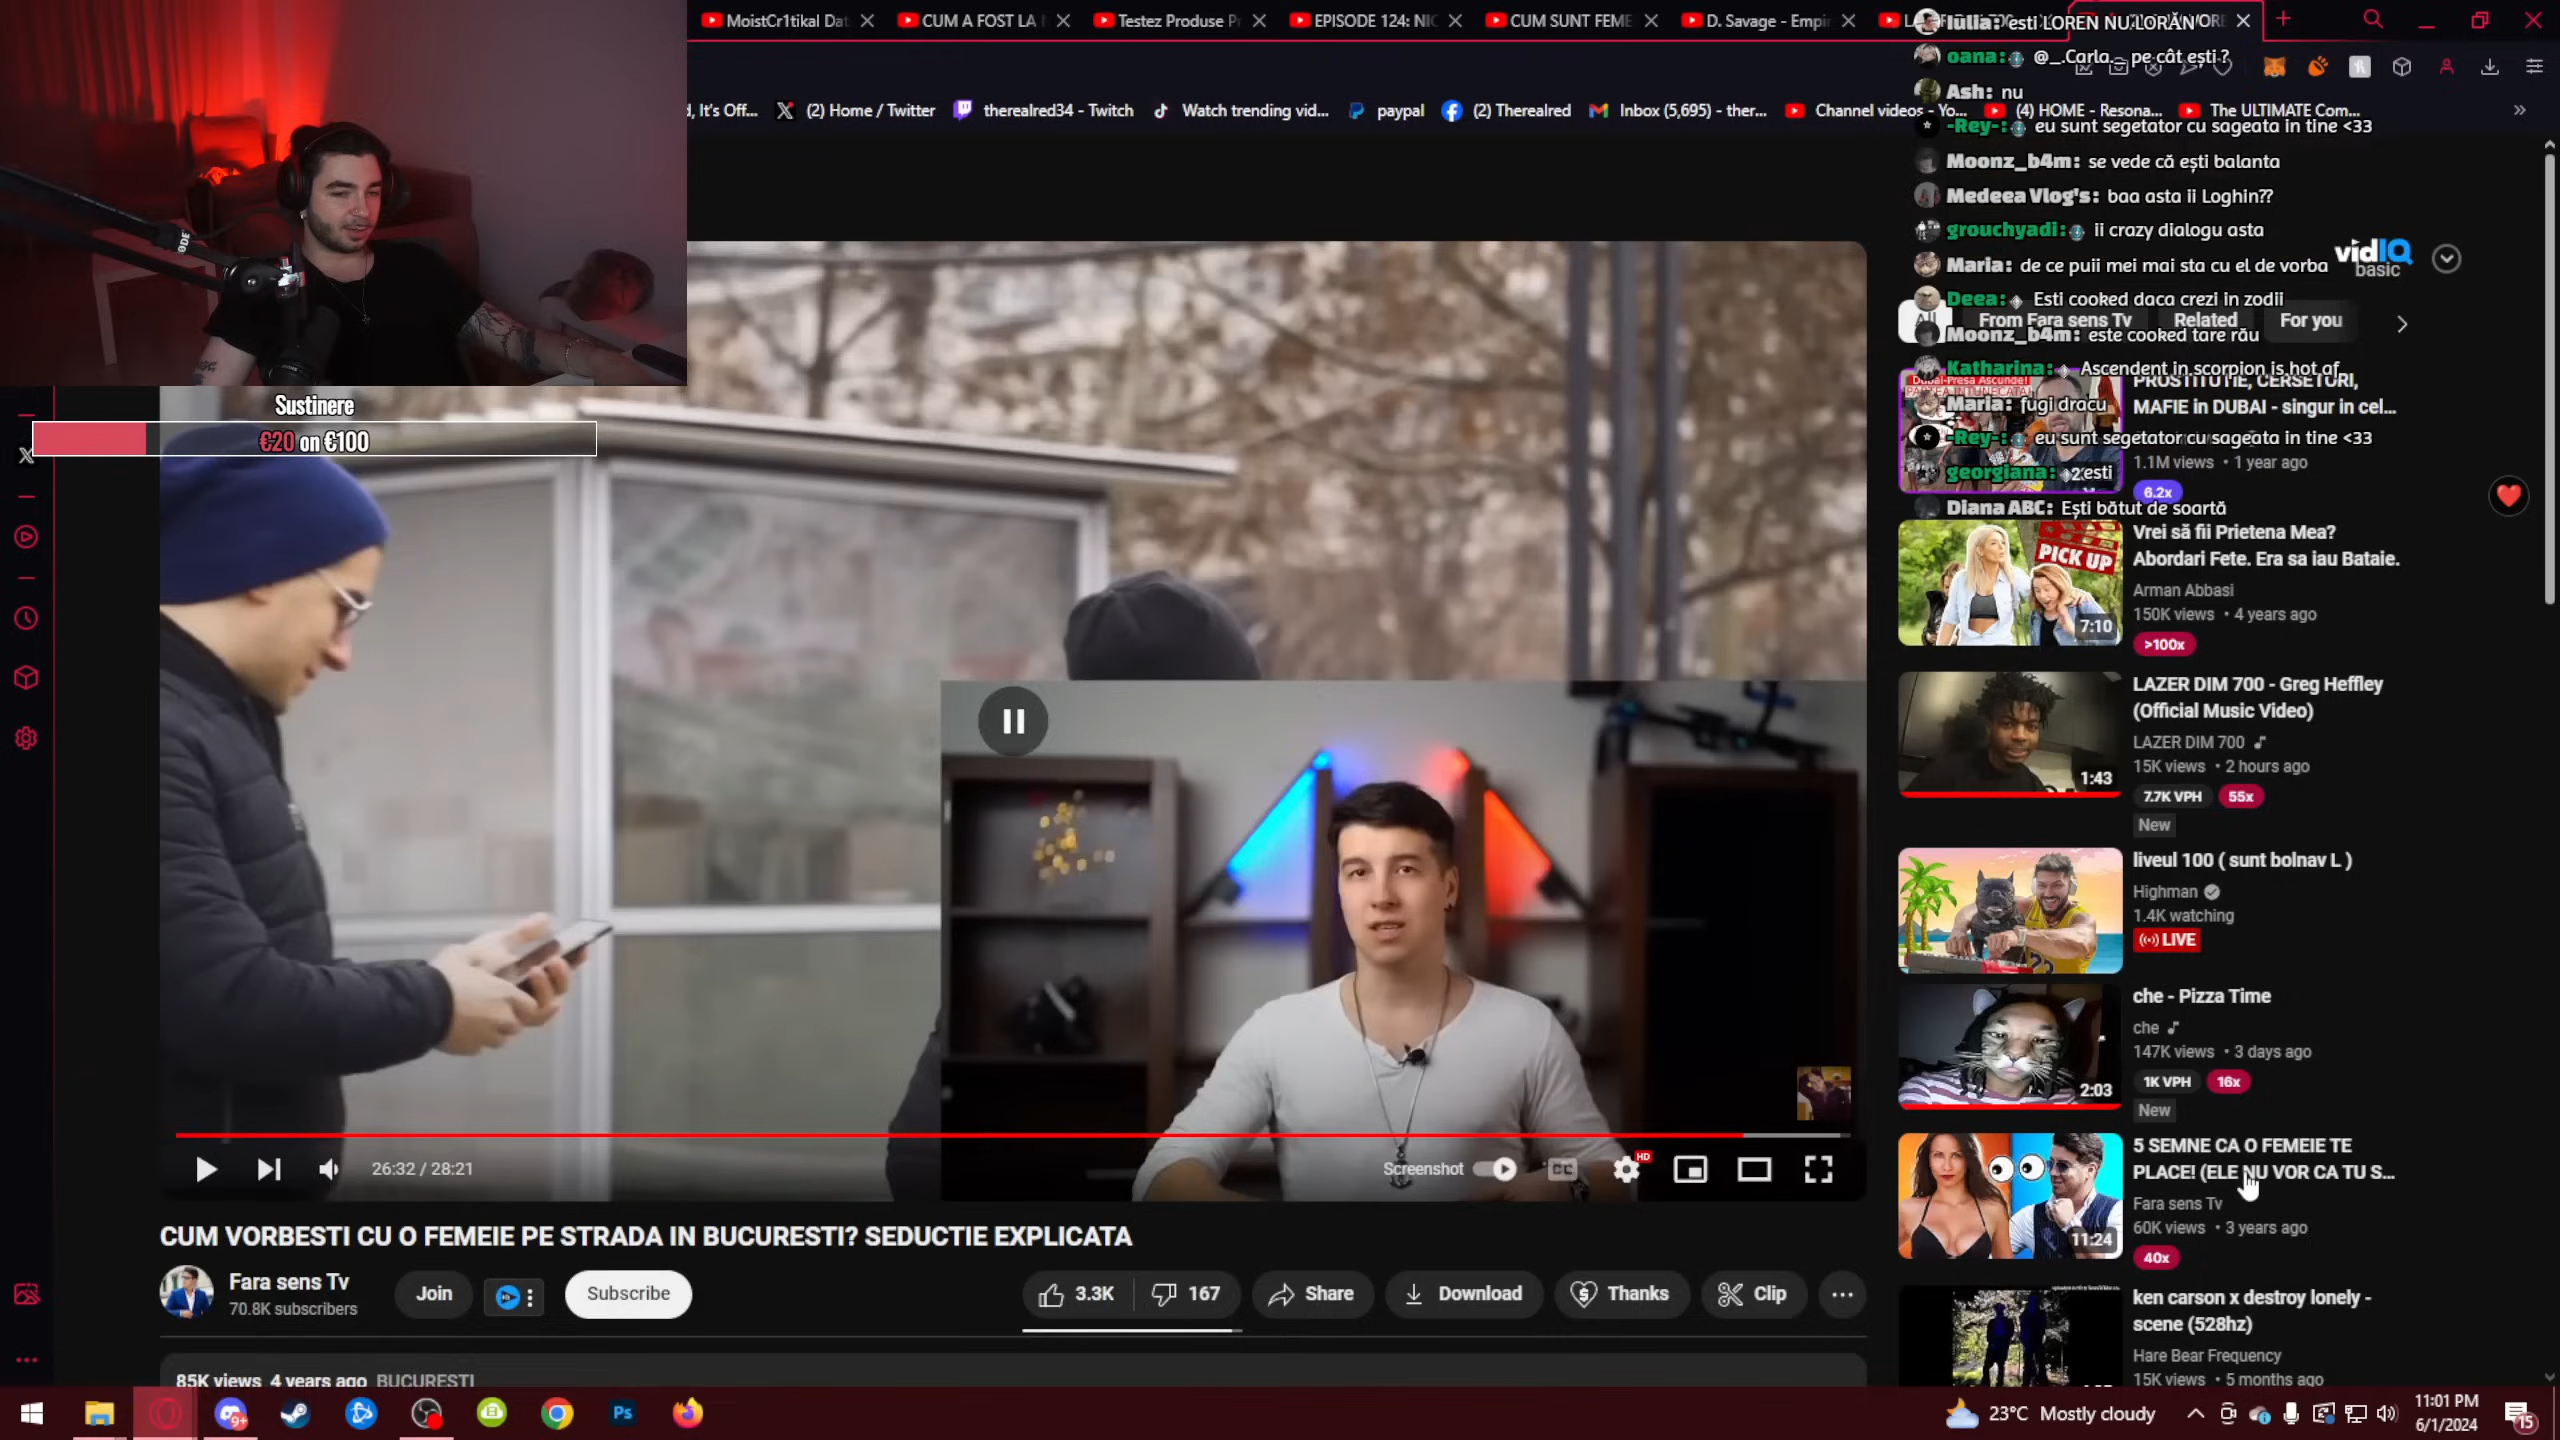 MoistCr1tikal Dat
CUM A FOST LA
Testez Produse P
EPISODE 124: NIC
CUM SUNT FEME
D. Savage - Empir
Iulia: esti LOREN NU LORĂN
oana: @_.Carla._ pe cât ești ?
Ash: nu
-Rey-: eu sunt segetator cu sageata in tine <33
Moonz_b4m: se vede că ești balanta
Medeea Vlog's: baa asta ii Loghin??
grouchyadi: ii crazy dialogu asta
Maria: de ce puii mei mai sta cu el de vorba
Deea: Esti cooked daca crezi in zodii
Moonz_b4m: este cooked tare rău
Katharina: Ascendent in scorpion is hot af
Maria: fugi dracu
-Rey-: eu sunt segetator cu sageata in tine <33
georgiana: esti
Diana ABC: Ești bătut de soartă
d, It's Off...
(2) Home / Twitter
therealred34 - Twitch
Watch trending vid...
paypal
(2) Therealred
Inbox (5,695) - ther...
Channel videos - Yo...
(4) HOME - Resona...
The ULTIMATE Com...
ODE
Sustinere
€20 on €100
vidIQ
basic
All
From Fara sens Tv
Related
For you
PROSTITUTIE, CERSETORI,
MAFIE in DUBAI - singur in cel...
1.1M views • 1 year ago
6.2x
PICK UP
7:10
Vrei să fii Prietena Mea?
Abordari Fete. Era sa iau Bataie.
Arman Abbasi
150K views • 4 years ago
>100x
1:43
LAZER DIM 700 - Greg Heffley
(Official Music Video)
LAZER DIM 700
15K views • 2 hours ago
7.7K VPH
55x
New
liveul 100 ( sunt bolnav L )
Highman
1.4K watching
LIVE
2:03
che - Pizza Time
che
147K views • 3 days ago
1K VPH
16x
New
11:24
5 SEMNE CA O FEMEIE TE
PLACE! (ELE NU VOR CA TU S...
Fara sens Tv
60K views • 3 years ago
40x
ken carson x destroy lonely -
scene (528hz)
Hare Bear Frequency
15K views • 5 months ago
26:32 / 28:21
Screenshot
CC
HD
CUM VORBESTI CU O FEMEIE PE STRADA IN BUCURESTI? SEDUCTIE EXPLICATA
Fara sens Tv
70.8K subscribers
Join
Subscribe
3.3K
167
Share
Download
Thanks
Clip
85K views 4 years ago BUCURESTI
9+
Ps
23°C Mostly cloudy
11:01 PM
6/1/2024
15